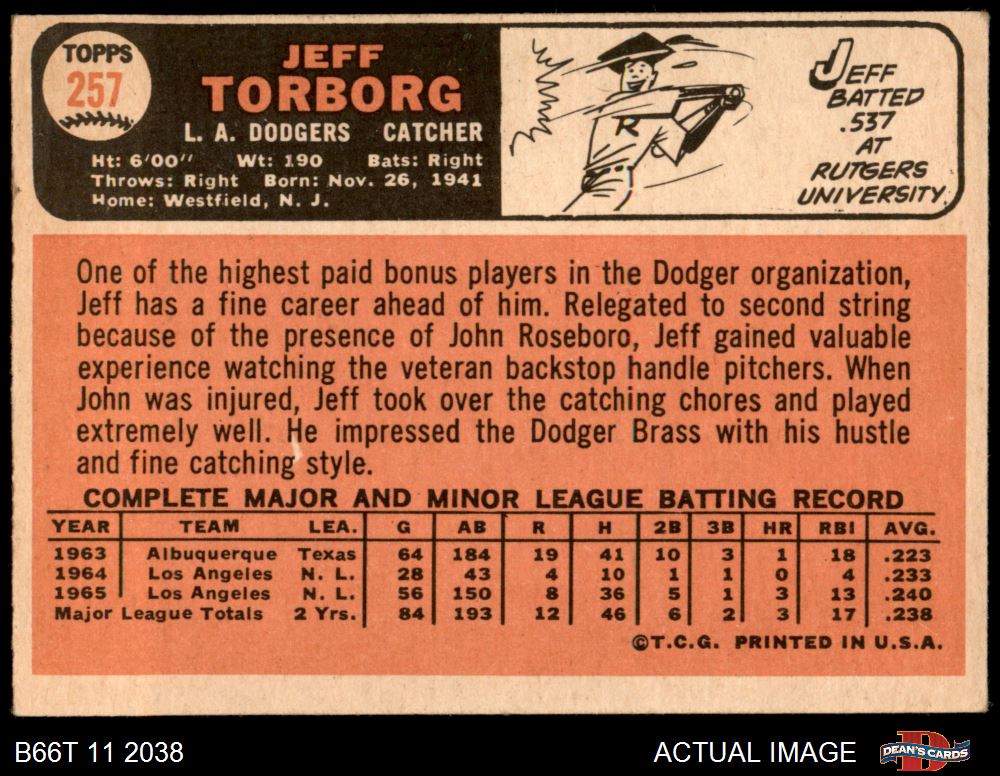 TOPPS
257
JEFF
TORBORG
L. A. DODGERS CATCHER
Ht: 6'00" Wt: 190 Bats: Right
Throws: Right Born: Nov. 26, 1941
Home: Westfield, N. J.
R
JEFF
BATTED
.537
AT
RUTGERS
UNIVERSITY
One of the highest paid bonus players in the Dodger organization,
Jeff has a fine career ahead of him. Relegated to second string
because of the presence of John Roseboro, Jeff gained valuable
experience watching the veteran backstop handle pitchers. When
John was injured, Jeff took over the catching chores and played
extremely well. He impressed the Dodger Brass with his hustle
and fine catching style.
COMPLETE MAJOR AND MINOR LEAGUE BATTING RECORD
YEAR TEAM LEA. G AB R H 2B 3B HR RBI AVG.
1963 Albuquerque Texas 64 184 19 41 10 3 1 18 .223
1964 Los Angeles N. L. 28 43 4 10 1 1 0 4 .233
1965 Los Angeles N. L. 56 150 8 36 5 1 3 13 .240
Major League Totals 2 Yrs. 84 193 12 46 6 2 3 17 .238
©T.C.G. PRINTED IN U.S.A.
B66T 11 2038 ACTUAL IMAGE DEAN'S CARDS